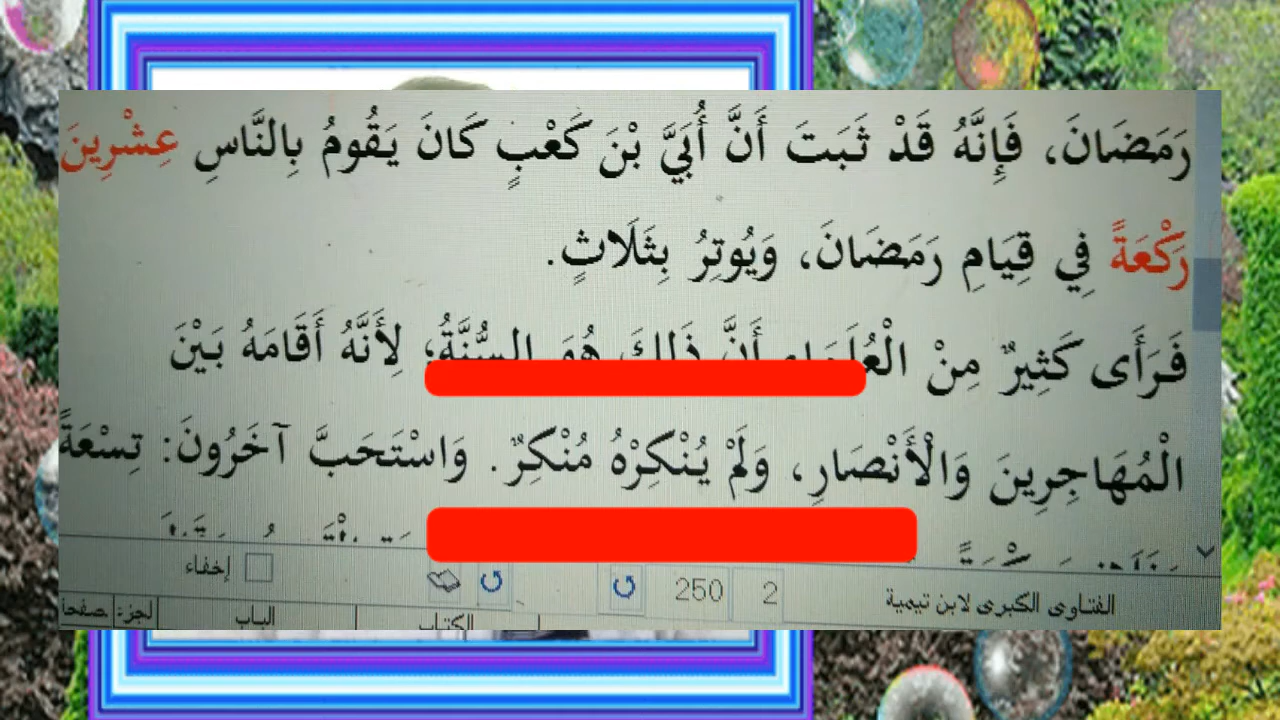 رَمَضَانَ، فَإِنَّهُ قَدْ ثَبَتَ أَنَّ أُبَيَّ بْنَ كَعْبٍ كَانَ يَقُومُ بِالنَّاسِ عِشْرِينَ
رَكْعَةً فِي قِيَامِ رَمَضَانَ، وَيُوتِرُ بِثَلَاثٍ.
فَرَأَى كَثِيرٌ مِنْ الْعُلَمَاءِ أَنَّ ذَلِكَ هُوَ السُّنَّةُ؛ لِأَنَّهُ أَقَامَهُ بَيْنَ
الْمُهَاجِرِينَ وَالْأَنْصَارِ، وَلَمْ يُنْكِرْهُ مُنْكِرٌ. وَاسْتَحَبَّ آخَرُونَ: تِسْعَةً
إخفاء
الفتاوى الكبرى لابن تيمية 2 250
الكتاب الباب لجزء صفحا